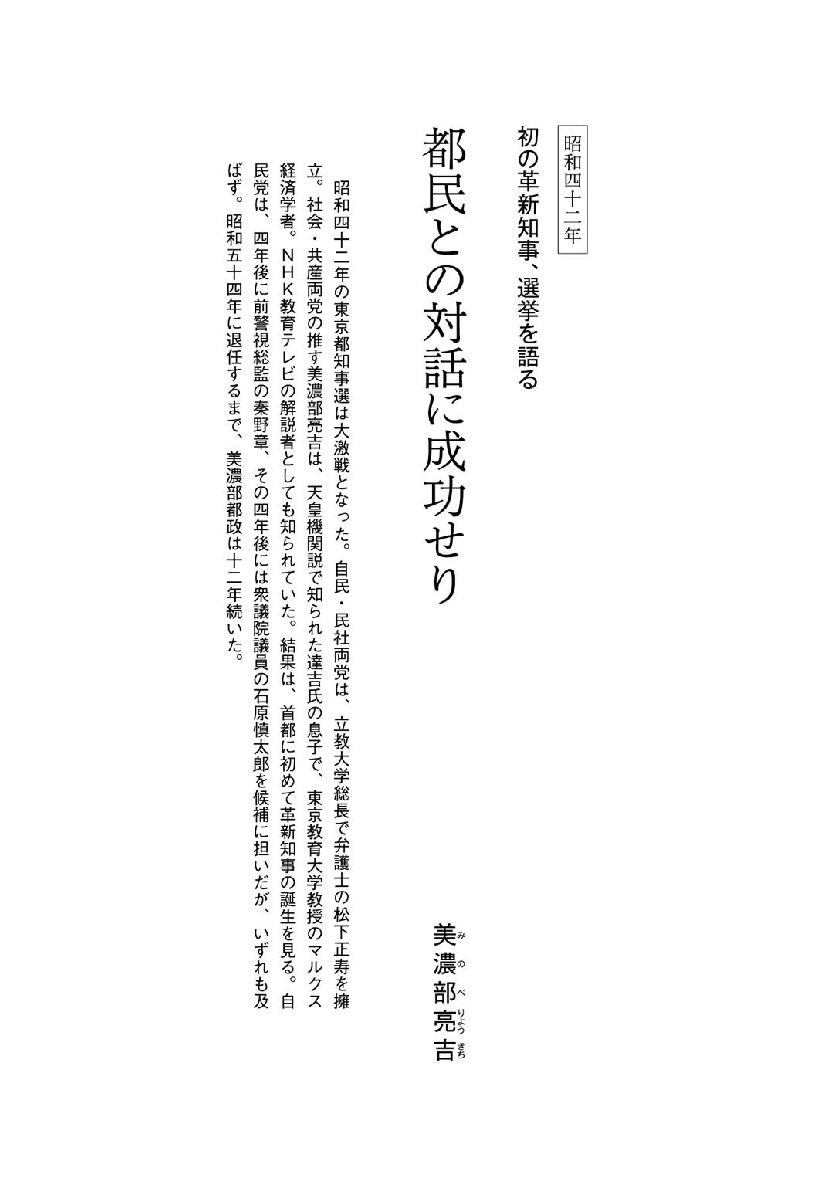 昭和四十二年
初の革新知事、選挙を語る
都民との対話に成功せり
美濃部亮吉
みのべりょうきち
昭和四十二年の東京都知事選は大激戦となった。自民・民社両党は、立教大学総長で弁護士の松下正寿を擁
立。社会・共産両党の推す美濃部亮吉は、天皇機関説で知られた達吉氏の息子で、東京教育大学教授のマルクス
経済学者。ＮＨＫ教育テレビの解説者としても知られていた。結果は、首都に初めて革新知事の誕生を見る。自
民党は、四年後に前警視総監の秦野章、その四年後には衆議院議員の石原慎太郎を候補に担いだが、いずれも及
ばず。昭和五十四年に退任するまで、美濃部都政は十二年続いた。